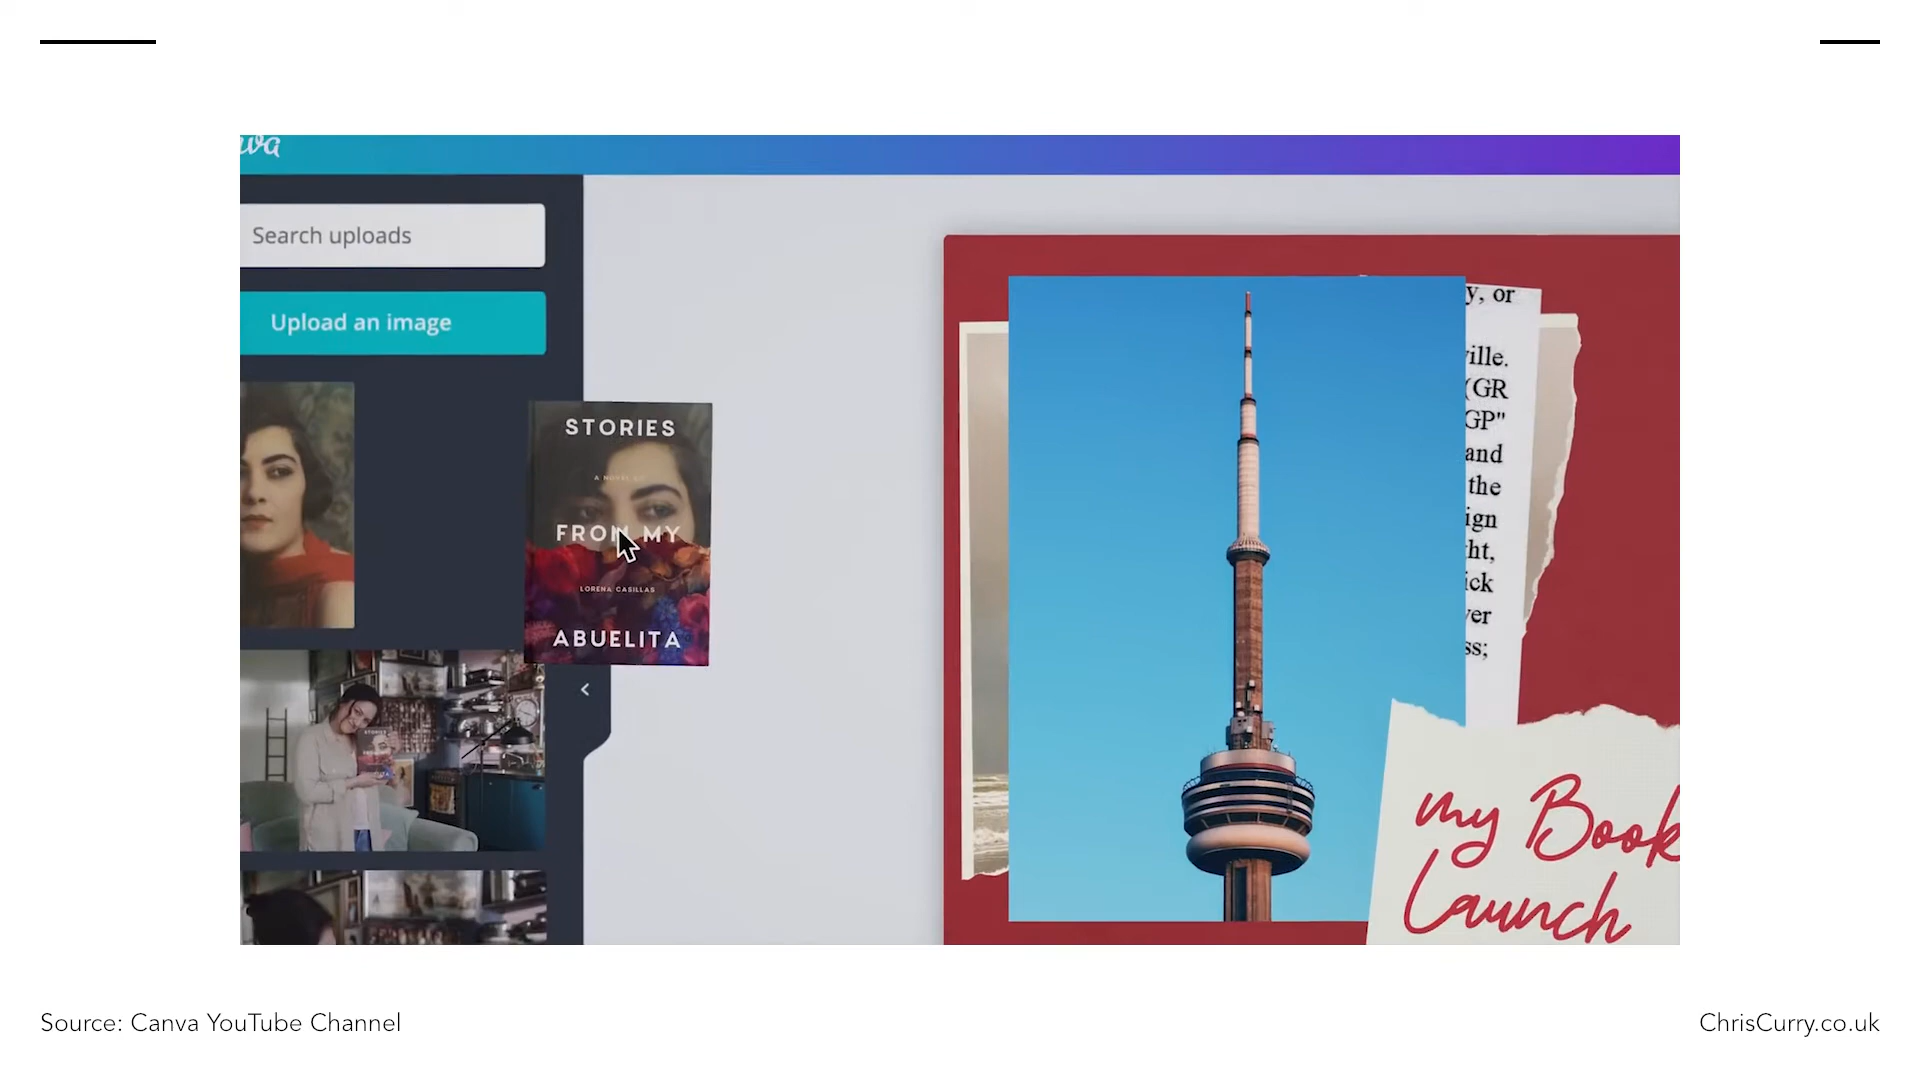 Search uploads
Upload an image
STORIES
A NOVEL
FROM MY
LORENA CASILLAS
ABUELITA
y, or
ille.
(GR
GP"
and
the
ign
ht,
ick
ver
ss;
my Book
Launch
Source: Canva YouTube Channel
ChrisCurry.co.uk